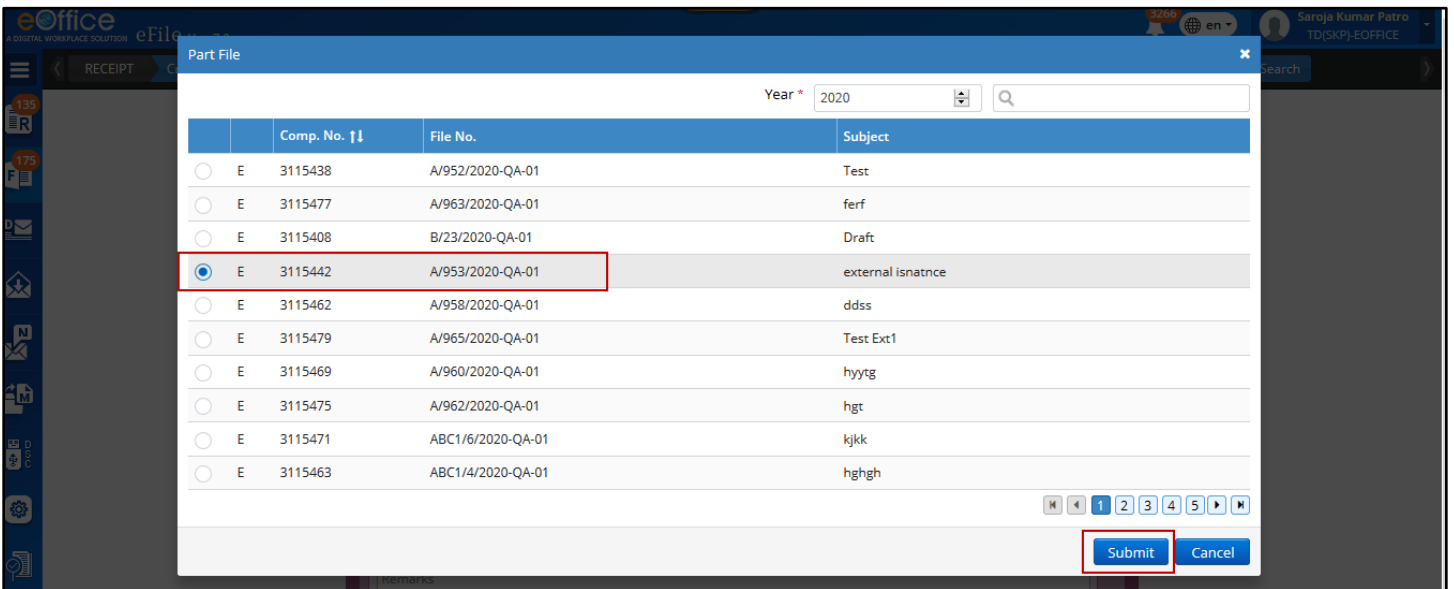 eOffice
A DIGITAL WORKPLACE SOLUTION eFile
3266 en Saroja Kumar Patro
TD(SKP)-EOFFICE
Part File ×
RECEIPT Search
Year * 2020
135
R
Comp. No. File No. Subject
175
F
E 3115438 A/952/2020-QA-01 Test
E 3115477 A/963/2020-QA-01 ferf
D
E 3115408 B/23/2020-QA-01 Draft
E 3115442 A/953/2020-QA-01 external isnatnce
E 3115462 A/958/2020-QA-01 ddss
N
E 3115479 A/965/2020-QA-01 Test Ext1
E 3115469 A/960/2020-QA-01 hyytg
M
E 3115475 A/962/2020-QA-01 hgt
E 3115471 ABC1/6/2020-QA-01 kjkk
DSC
E 3115463 ABC1/4/2020-QA-01 hghgh
1 2 3 4 5
Submit Cancel
Remarks